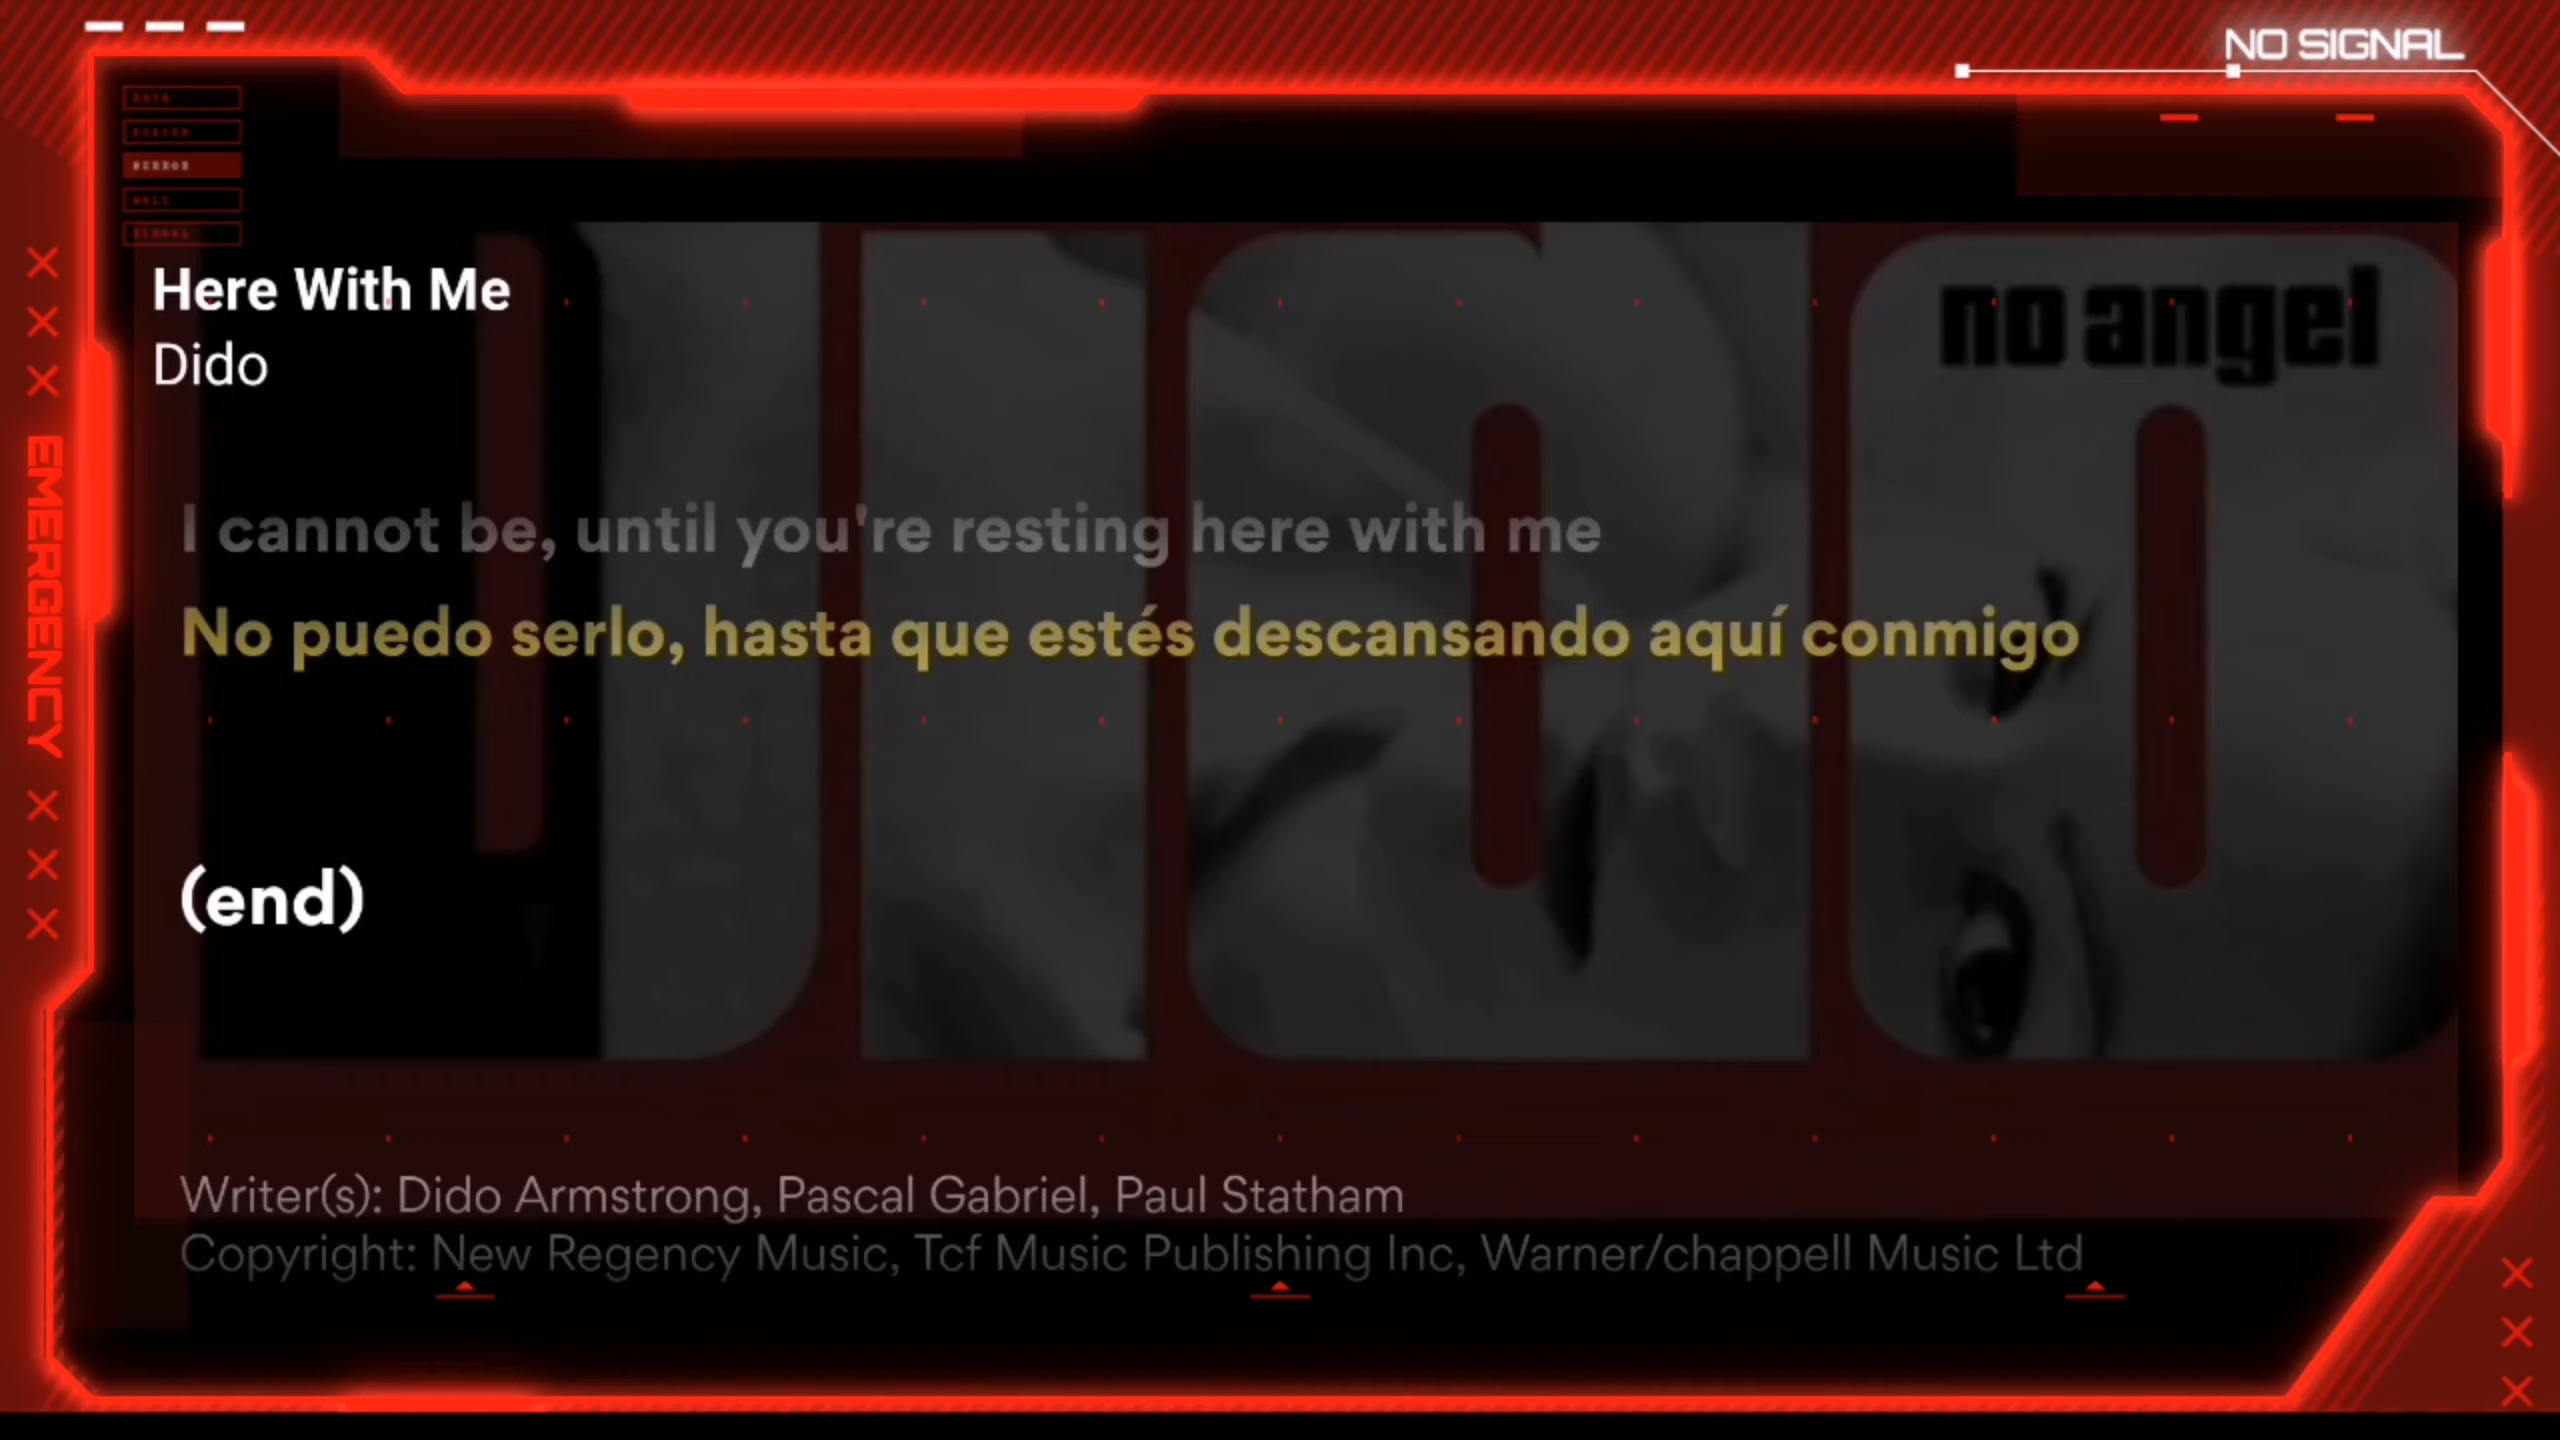 NO SIGNAL
DATA
SYSTEM
Here With Me
Dido
no angel
EMERGENCY
I cannot be, until you're resting here with me
No puedo serlo, hasta que estés descansando aquí conmigo
(end)
Writer(s): Dido Armstrong, Pascal Gabriel, Paul Statham
Copyright: New Regency Music, Tcf Music Publishing Inc, Warner/chappell Music Ltd